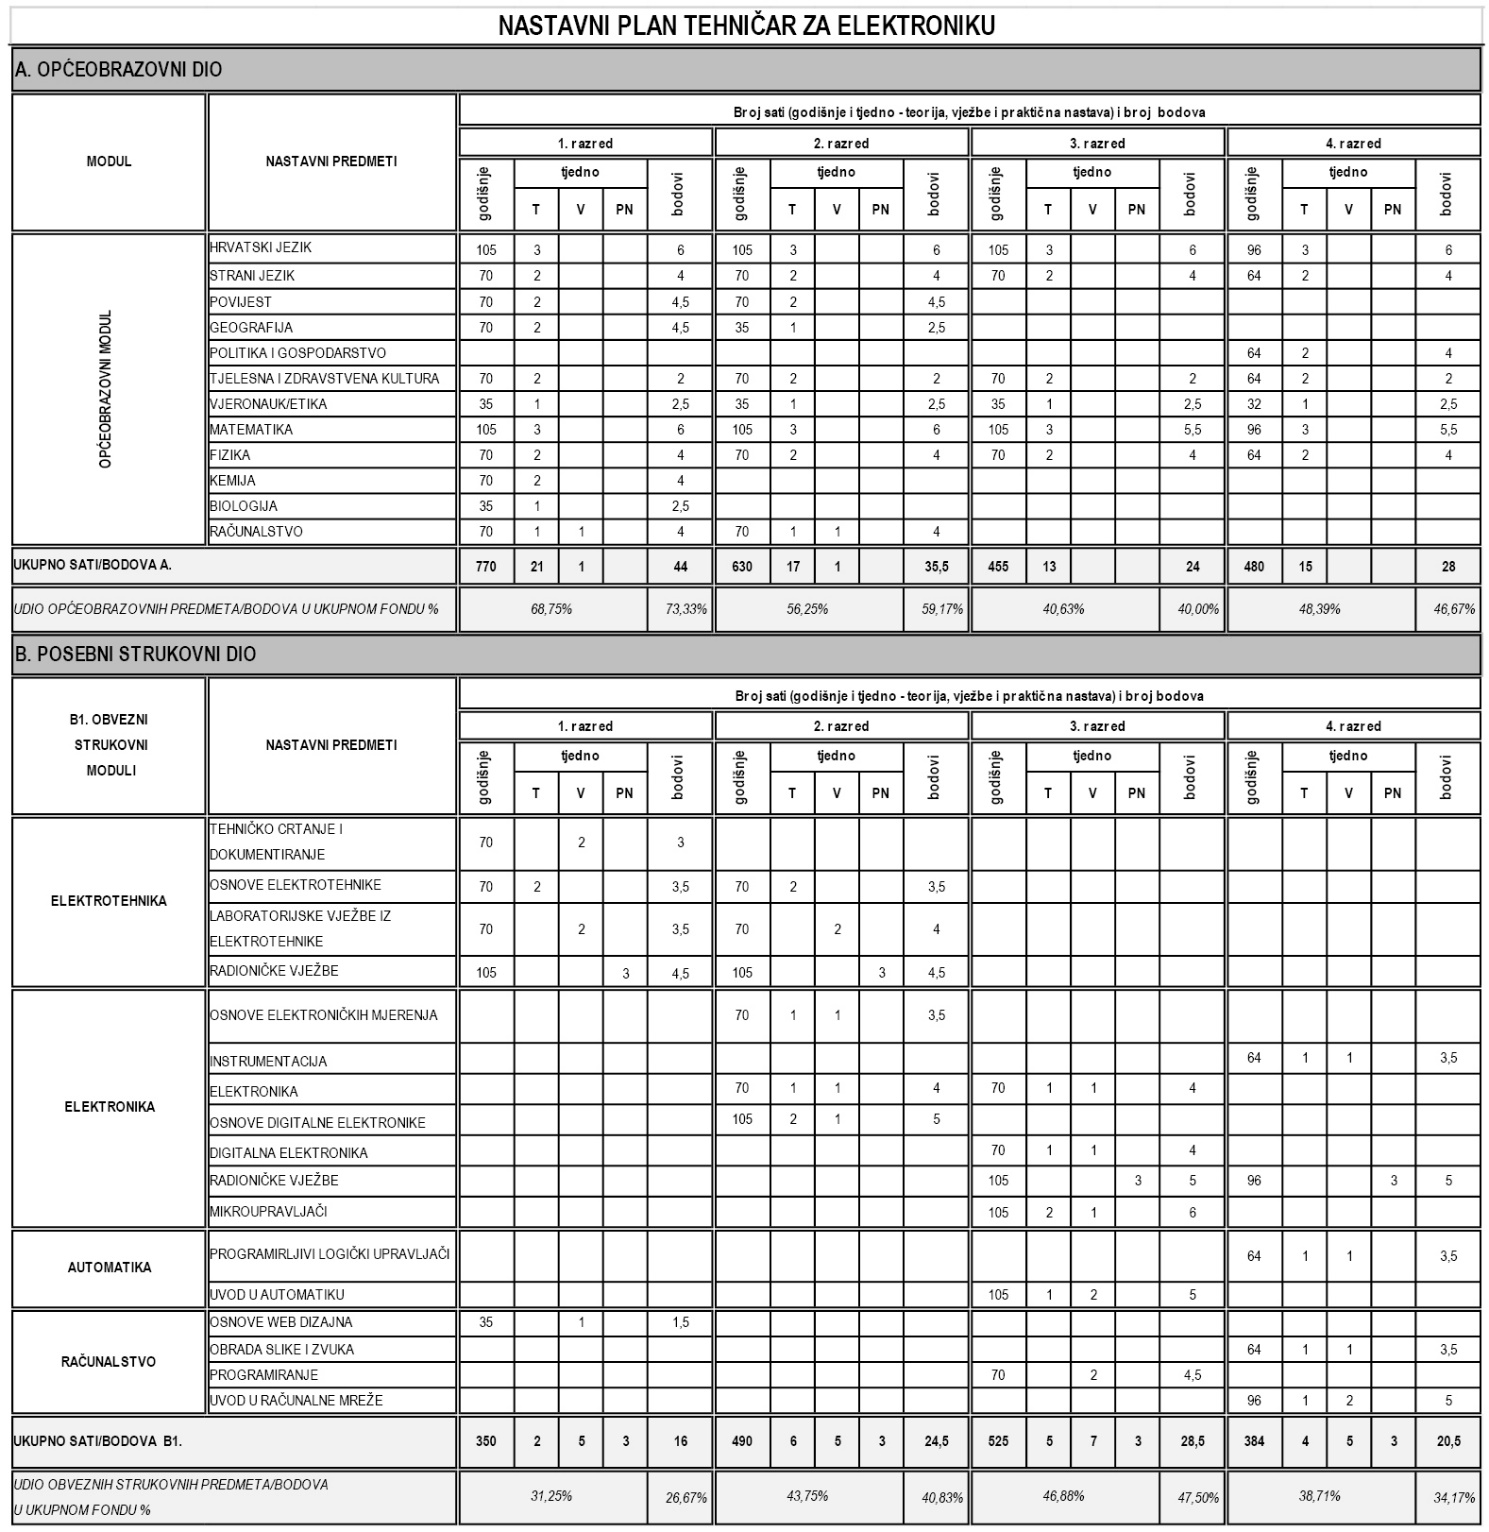 NASTAVNI PLAN TEHNIČAR ZA ELEKTRONIKU
A. OPĆEOBRAZOVNI DIO
MODUL NASTAVNI PREDMETI Broj sati (godišnje i tjedno - teorija, vježbe i praktična nastava) i broj bodova
1. razred 2. razred 3. razred 4. razred
godišnje tjedno bodovi godišnje tjedno bodovi godišnje tjedno bodovi godišnje tjedno bodovi
T V PN T V PN T V PN T V PN
OPĆEOBRAZOVNI MODUL
HRVATSKI JEZIK 105 3 6 105 3 6 105 3 6 96 3 6
STRANI JEZIK 70 2 4 70 2 4 70 2 4 64 2 4
POVIJEST 70 2 4,5 70 2 4,5
GEOGRAFIJA 70 2 4,5 35 1 2,5
POLITIKA I GOSPODARSTVO 64 2 4
TJELESNA I ZDRAVSTVENA KULTURA 70 2 2 70 2 2 70 2 2 64 2 2
VJERONAUK/ETIKA 35 1 2,5 35 1 2,5 35 1 2,5 32 1 2,5
MATEMATIKA 105 3 6 105 3 6 105 3 5,5 96 3 5,5
FIZIKA 70 2 4 70 2 4 70 2 4 64 2 4
KEMIJA 70 2 4
BIOLOGIJA 35 1 2,5
RAČUNALSTVO 70 1 1 4 70 1 1 4
UKUPNO SATI/BODOVA A. 770 21 1 44 630 17 1 35,5 455 13 24 480 15 28
UDIO OPĆEOBRAZOVNIH PREDMETA/BODOVA U UKUPNOM FONDU % 68,75% 73,33% 56,25% 59,17% 40,63% 40,00% 48,39% 46,67%
B. POSEBNI STRUKOVNI DIO
B1. OBVEZNI
STRUKOVNI
MODULI
NASTAVNI PREDMETI Broj sati (godišnje i tjedno - teorija, vježbe i praktična nastava) i broj bodova
1. razred 2. razred 3. razred 4. razred
godišnje tjedno bodovi godišnje tjedno bodovi godišnje tjedno bodovi godišnje tjedno bodovi
T V PN T V PN T V PN T V PN
ELEKTROTEHNIKA
TEHNIČKO CRTANJE I
DOKUMENTIRANJE 70 2 3
OSNOVE ELEKTROTEHNIKE 70 2 3,5 70 2 3,5
LABORATORIJSKE VJEŽBE IZ
ELEKTROTEHNIKE 70 2 3,5 70 2 4
RADIONIČKE VJEŽBE 105 3 4,5 105 3 4,5
ELEKTRONIKA
OSNOVE ELEKTRONIČKIH MJERENJA 70 1 1 3,5
INSTRUMENTACIJA 64 1 1 3,5
ELEKTRONIKA 70 1 1 4 70 1 1 4
OSNOVE DIGITALNE ELEKTRONIKE 105 2 1 5
DIGITALNA ELEKTRONIKA 70 1 1 4
RADIONIČKE VJEŽBE 105 3 5 96 3 5
MIKROUPRAVLJAČI 105 2 1 6
AUTOMATIKA
PROGRAMIRLJIVI LOGIČKI UPRAVLJAČI 64 1 1 3,5
UVOD U AUTOMATIKU 105 1 2 5
RAČUNALSTVO
OSNOVE WEB DIZAJNA 35 1 1,5
OBRADA SLIKE I ZVUKA 64 1 1 3,5
PROGRAMIRANJE 70 2 4,5
UVOD U RAČUNALNE MREŽE 96 1 2 5
UKUPNO SATI/BODOVA B1. 350 2 5 3 16 490 6 5 3 24,5 525 5 7 3 28,5 384 4 5 3 20,5
UDIO OBVEZNIH STRUKOVNIH PREDMETA/BODOVA
U UKUPNOM FONDU % 31,25% 26,67% 43,75% 40,83% 46,88% 47,50% 38,71% 34,17%